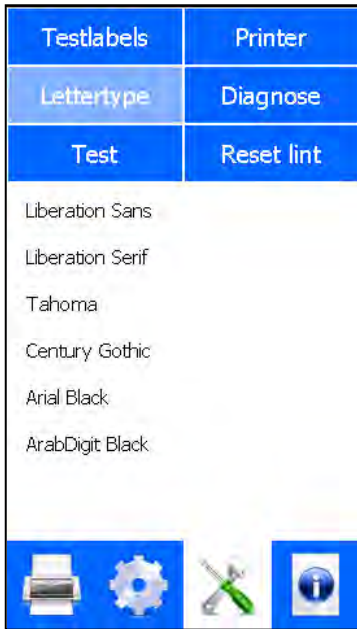 Testlabels Printer
Lettertype Diagnose
Test Reset lint
Liberation Sans
Liberation Serif
Tahoma
Century Gothic
Arial Black
ArabDigit Black
i